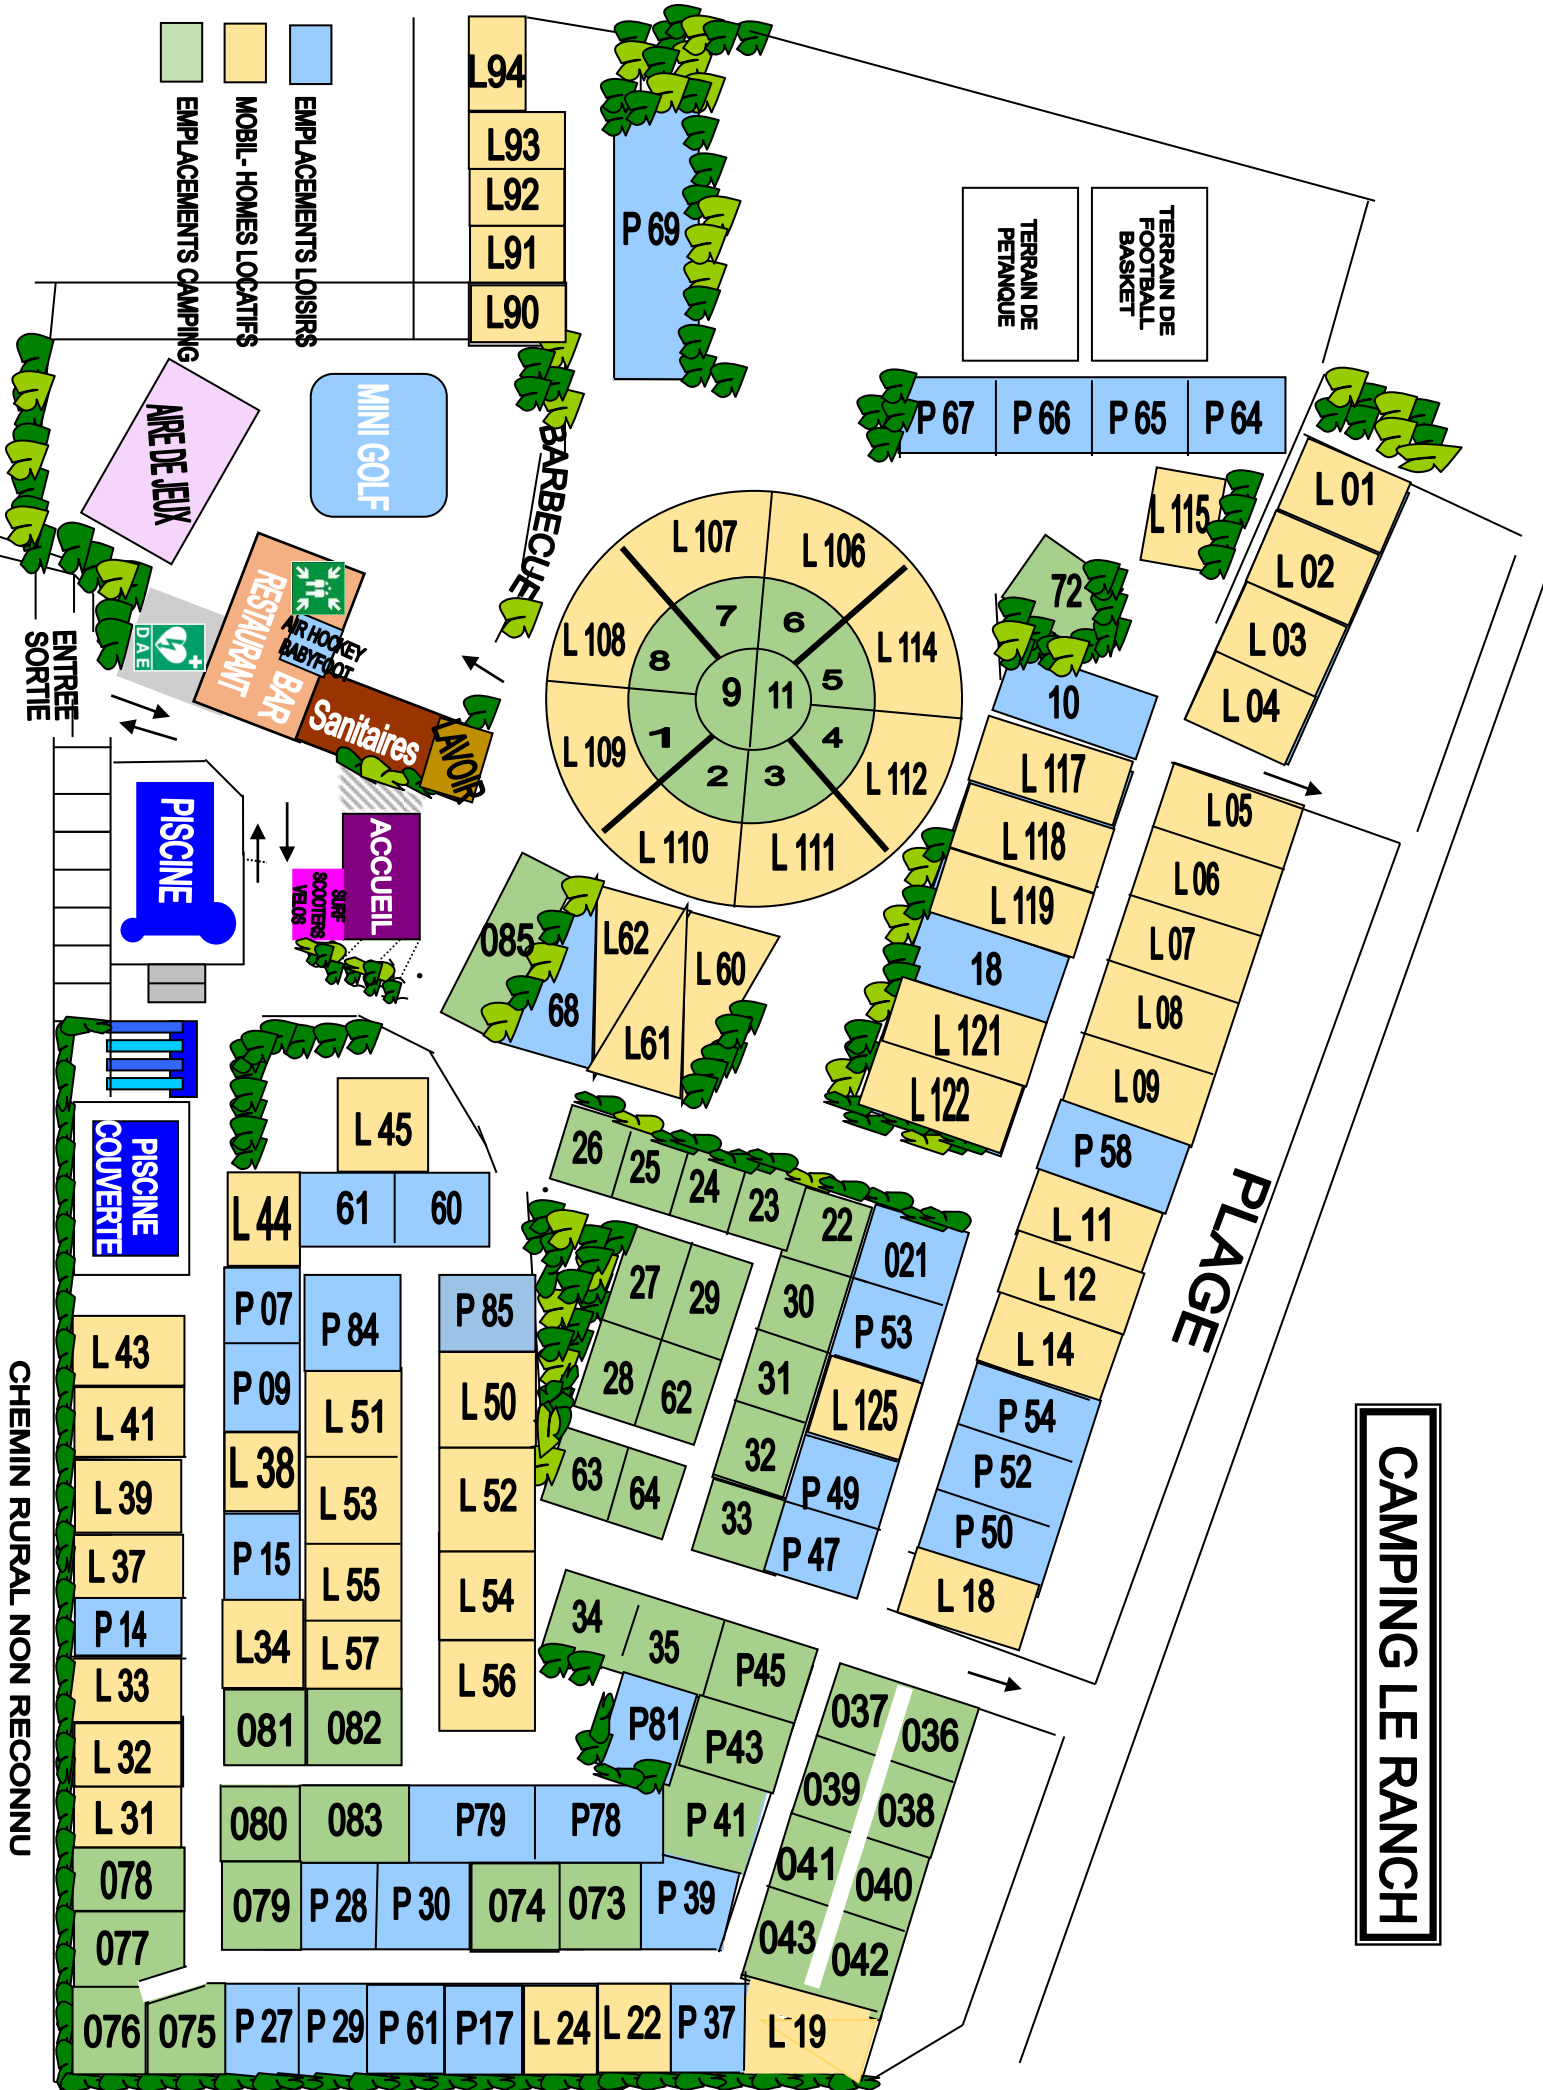 CAMPING LE RANCH
EMPLACEMENTS LOISIRS
MOBIL- HOMES LOCATIFS
EMPLACEMENTS CAMPING
L94
L93
L92
L91
L90
P 69
TERRAIN DE
PETANQUE
TERRAIN DE
FOOTBALL
BASKET
P 67
P 66
P 65
P 64
L 115
72
10
L 01
L 02
L 03
L 04
AIRE DE JEUX
MINI GOLF
BARBECUE
RESTAURANT
BAR
AIR HOCKEY
BABYFOOT
DAE
Sanitaires
LAVOIR
ENTREE
SORTIE
PISCINE
ACCUEIL
SURF
SCOOTERS
VELOS
L 107
L 106
L 108
L 114
L 109
L 112
L 110
L 111
7
6
8
5
9
11
1
4
2
3
L 117
L 118
L 119
18
L 121
L 122
L 05
L 06
L 07
L 08
L 09
P 58
L 11
L 12
L 14
P 54
P 52
P 50
L 18
PLAGE
085
68
L62
L61
L 60
PISCINE
COUVERTE
L 45
L 44
61
60
P 07
P 09
L 38
P 15
L34
081
P 84
L 51
L 53
L 55
L 57
082
P 85
L 50
L 52
L 54
L 56
26
25
24
23
22
021
27
29
28
62
63
64
30
31
32
33
P 53
L 125
P 49
P 47
34
35
P45
P81
P43
P 41
037
036
039
038
041
040
043
042
L 43
L 41
L 39
L 37
P 14
L 33
L 32
L 31
078
077
080
083
P79
P78
079
P 28
P 30
074
073
P 39
076
075
P 27
P 29
P 61
P17
L 24
L 22
P 37
L 19
CHEMIN RURAL NON RECONNU